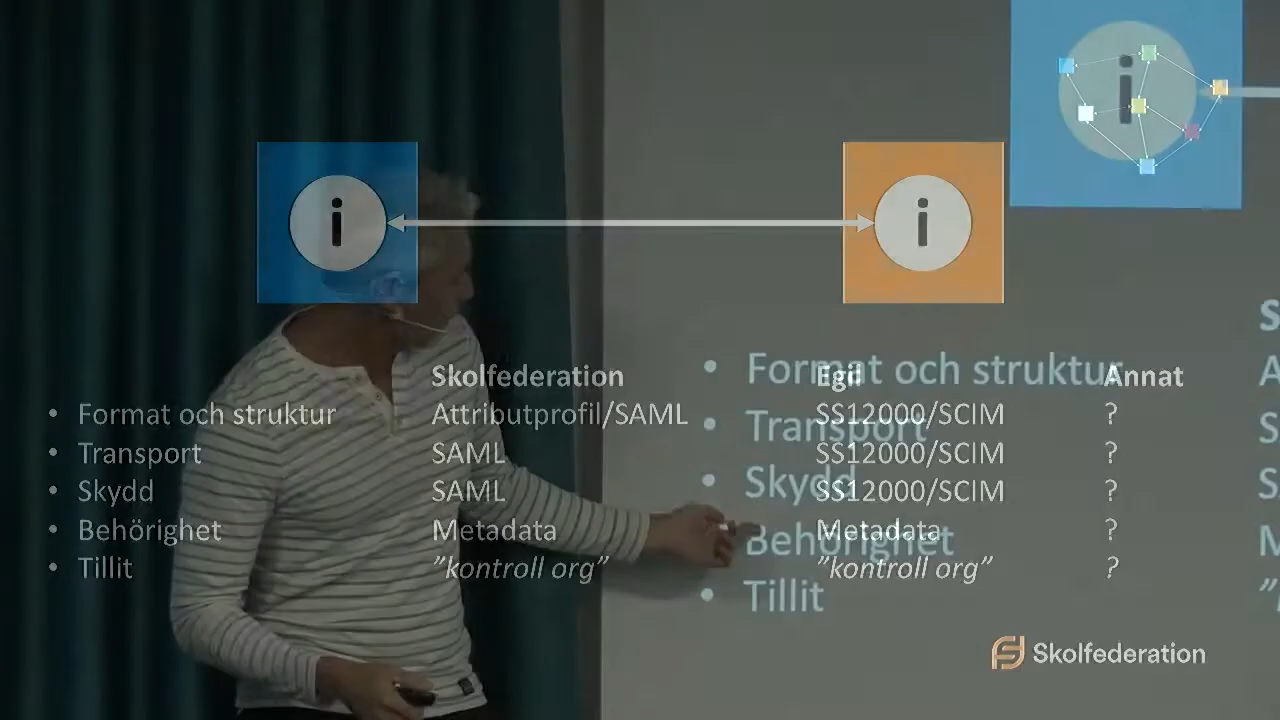 i
i
i
Skolfederation Egil Annat
• Format och struktur Attributprofil/SAML SS12000/SCIM ?
• Transport SAML SS12000/SCIM ?
• Skydd SAML SS12000/SCIM ?
• Behörighet Metadata Metadata ?
• Tillit ”kontroll org” ”kontroll org” ?
• Format och struktur
• Transport
• Skydd
• Behörighet
• Tillit
Skolfederation